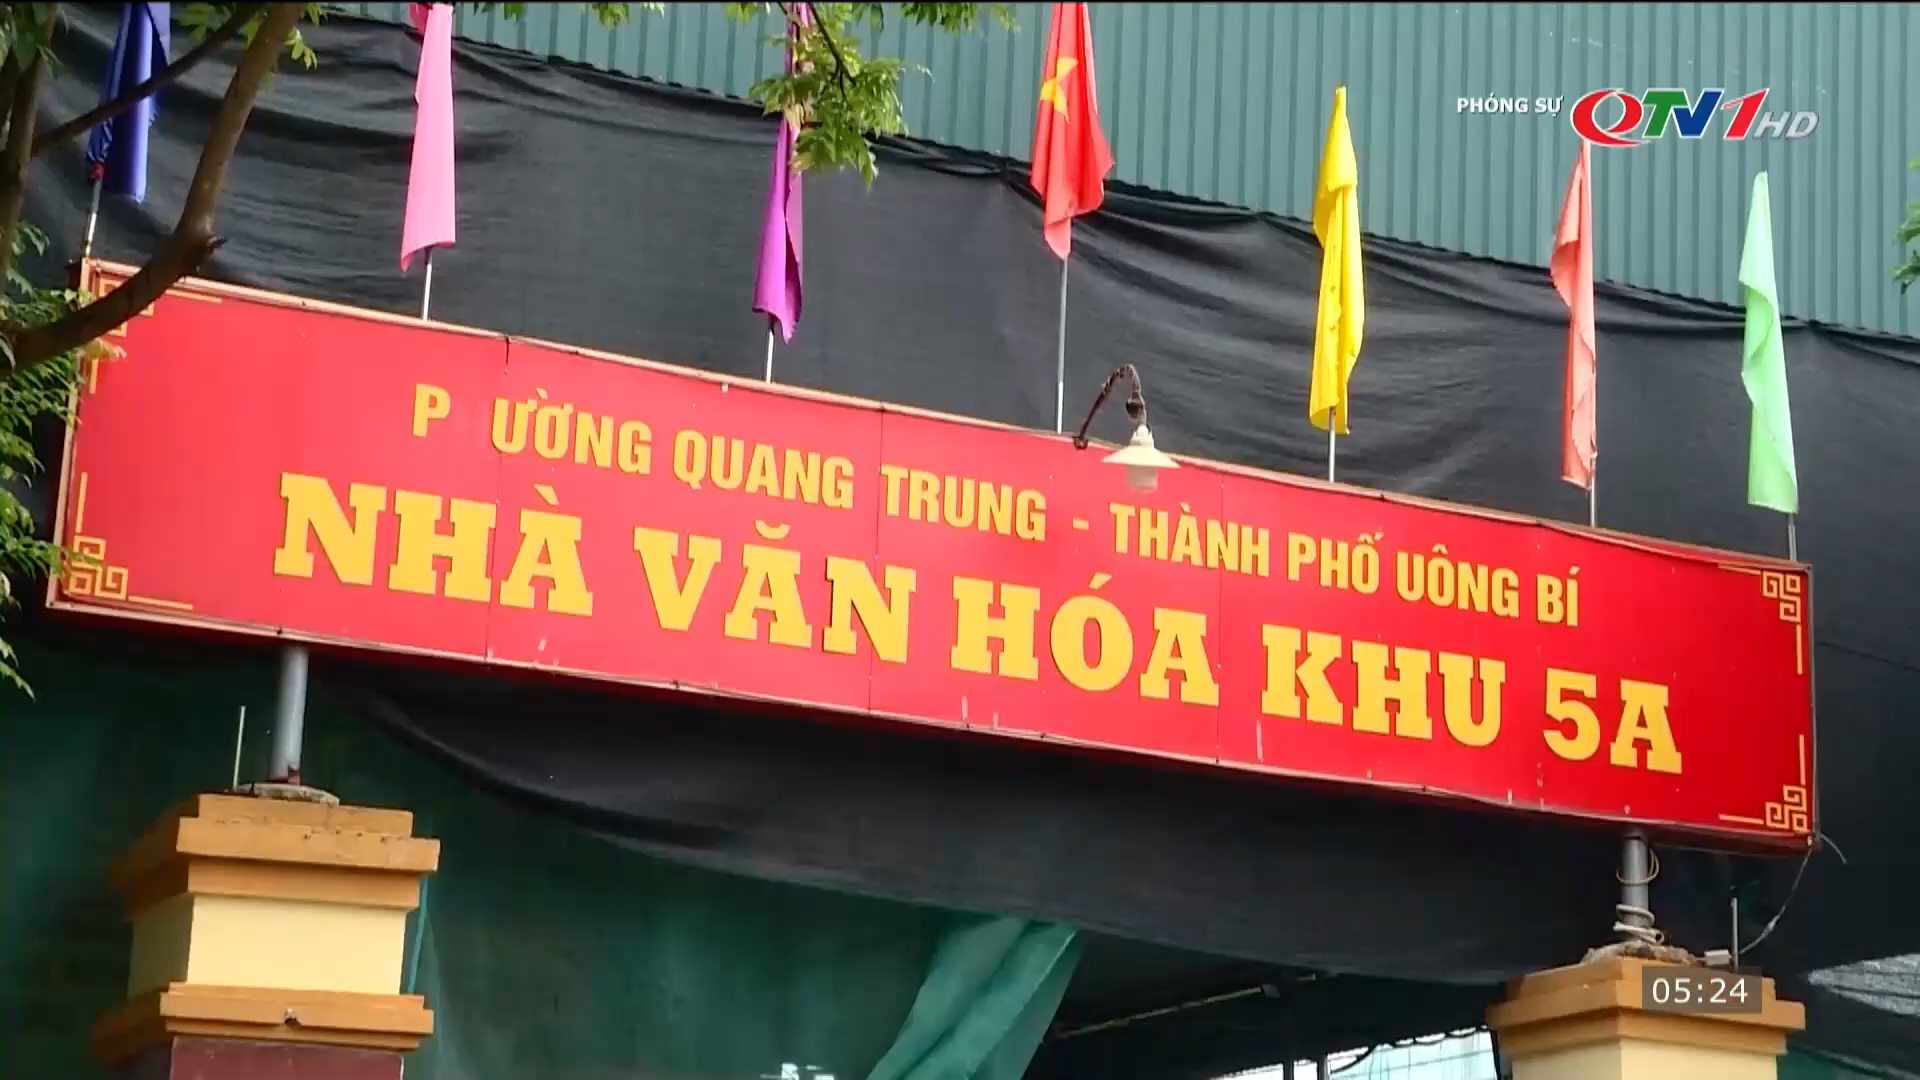 PHÓNG SỰ QTV1HD
P ƯỜNG QUANG TRUNG - THÀNH PHỐ UÔNG BÍ
NHÀ VĂN HÓA KHU 5A
05:24